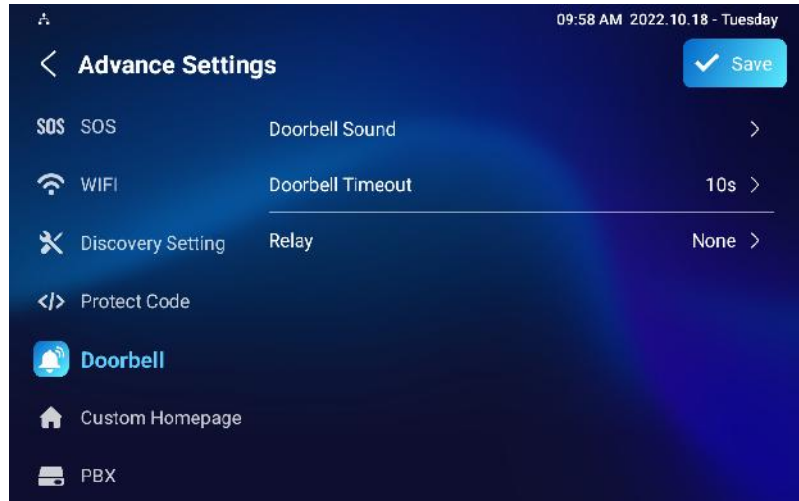 09:58 AM 2022.10.18 - Tuesday
Advance Settings
Save
SOS SOS
Doorbell Sound
WIFI
Doorbell Timeout
10s
Discovery Setting
Relay
None
</> Protect Code
Doorbell
Custom Homepage
PBX